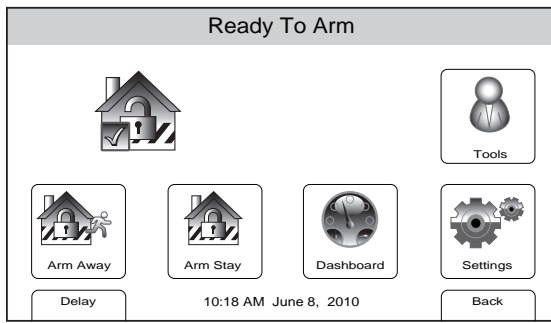 Ready To Arm
Tools
Arm Away
Arm Stay
Dashboard
Settings
Delay
10:18 AM June 8, 2010
Back